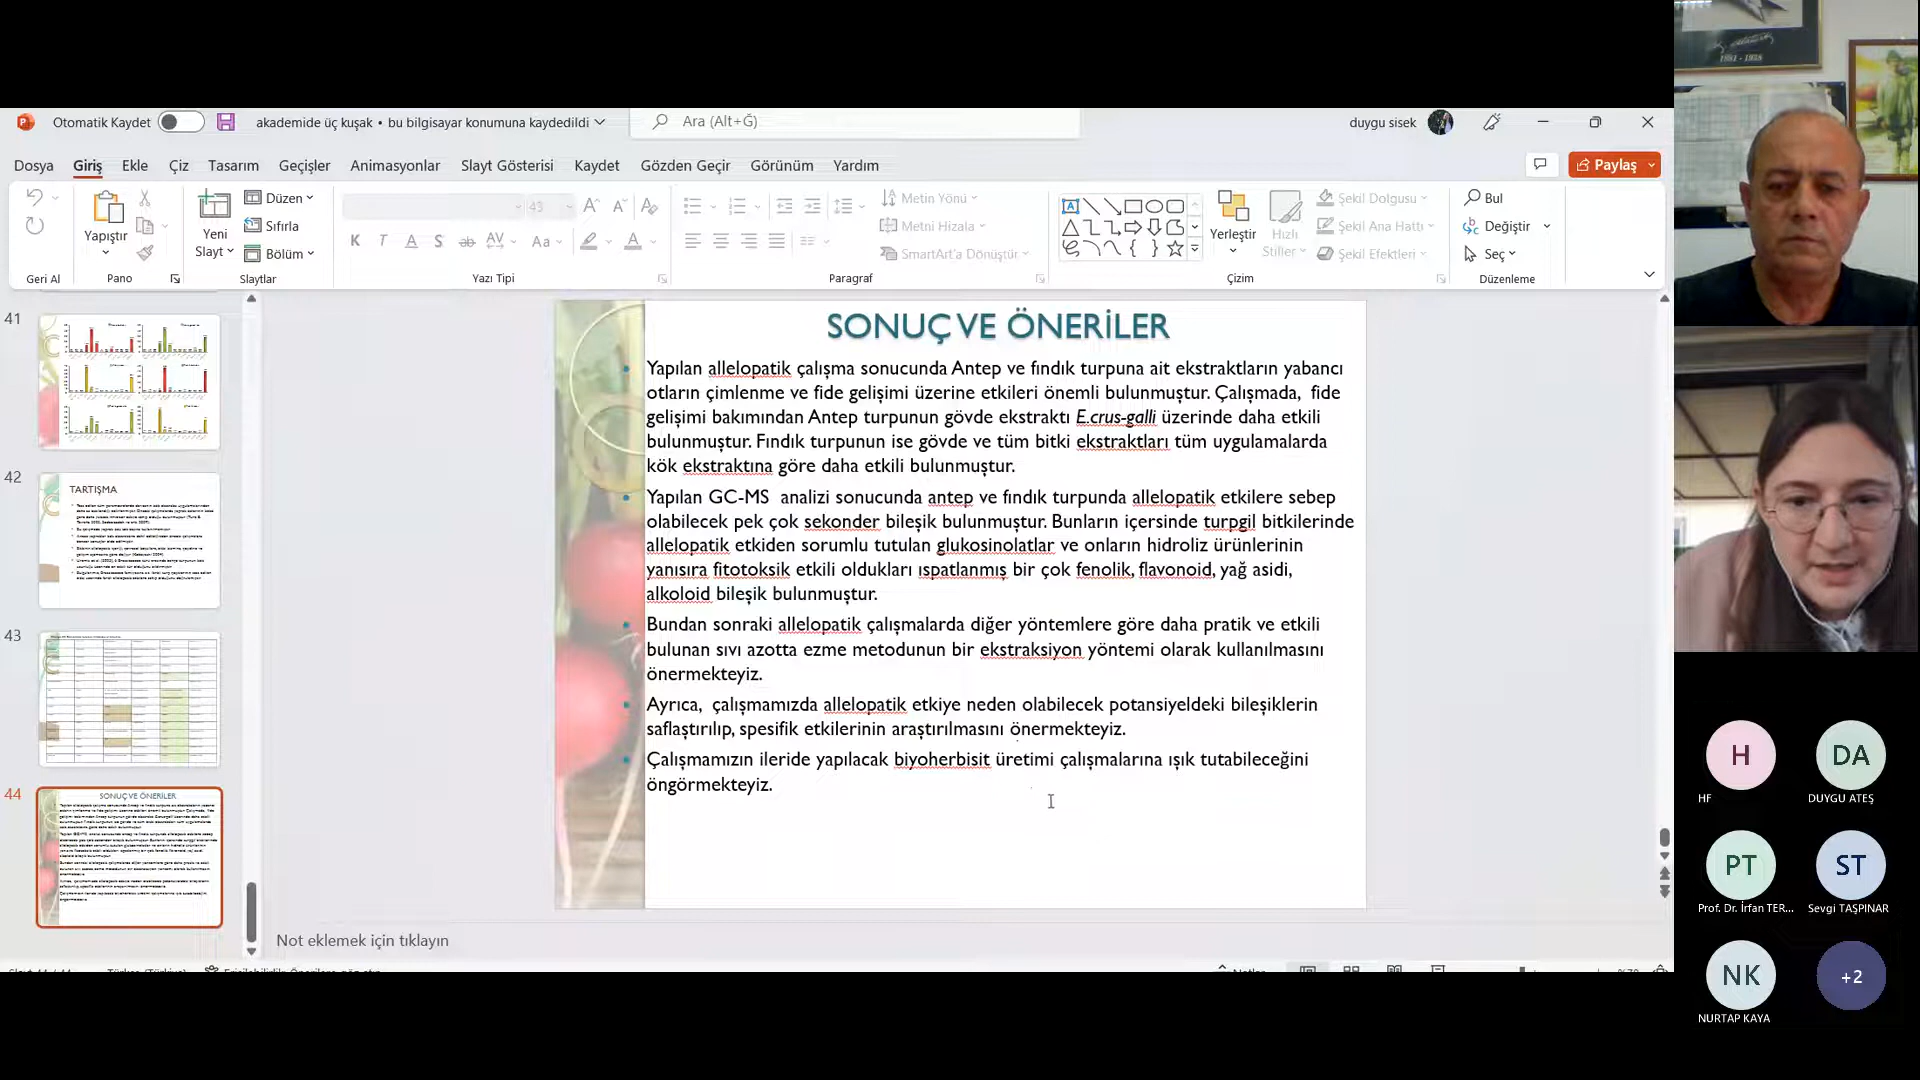 1881 - 1938
Otomatik Kaydet
akademide üç kuşak • bu bilgisayar konumuna kaydedildi
Ara (Alt+Ğ)
duygu sisek
Dosya Giriş Ekle Çiz Tasarım Geçişler Animasyonlar Slayt Gösterisi Kaydet Gözden Geçir Görünüm Yardım
Paylaş
Yapıştır
Yeni Slayt
Düzen
Sıfırla
Bölüm
43
K T A S ab AV Aa
Metin Yönü
Metni Hizala
SmartArt'a Dönüştür
Yerleştir
Hızlı Stiller
Şekil Dolgusu
Şekil Ana Hattı
Şekil Efektleri
Bul
Değiştir
Seç
Geri Al Pano Slaytlar Yazı Tipi Paragraf Çizim Düzenleme
41
42
TARTIŞMA
43
44
SONUÇ VE ÖNERİLER
SONUÇ VE ÖNERİLER
Yapılan allelopatik çalışma sonucunda Antep ve fındık turpuna ait ekstraktların yabancı
otların çimlenme ve fide gelişimi üzerine etkileri önemli bulunmuştur. Çalışmada, fide
gelişimi bakımından Antep turpunun gövde ekstraktı E.crus-galli üzerinde daha etkili
bulunmuştur. Fındık turpunun ise gövde ve tüm bitki ekstraktları tüm uygulamalarda
kök ekstraktına göre daha etkili bulunmuştur.
Yapılan GC-MS analizi sonucunda antep ve fındık turpunda allelopatik etkilere sebep
olabilecek pek çok sekonder bileşik bulunmuştur. Bunların içersinde turpgil bitkilerinde
allelopatik etkiden sorumlu tutulan glukosinolatlar ve onların hidroliz ürünlerinin
yanısıra fitotoksik etkili oldukları ıspatlanmış bir çok fenolik, flavonoid, yağ asidi,
alkoloid bileşik bulunmuştur.
Bundan sonraki allelopatik çalışmalarda diğer yöntemlere göre daha pratik ve etkili
bulunan sıvı azotta ezme metodunun bir ekstraksiyon yöntemi olarak kullanılmasını
önermekteyiz.
Ayrıca, çalışmamızda allelopatik etkiye neden olabilecek potansiyeldeki bileşiklerin
saflaştırılıp, spesifik etkilerinin araştırılmasını önermekteyiz.
Çalışmamızın ileride yapılacak biyoherbisit üretimi çalışmalarına ışık tutabileceğini
öngörmekteyiz.
Not eklemek için tıklayın
H
HF
DA
DUYGU ATEŞ
PT
Prof. Dr. İrfan TER...
ST
Sevgi TAŞPINAR
NK
NURTAP KAYA
+2